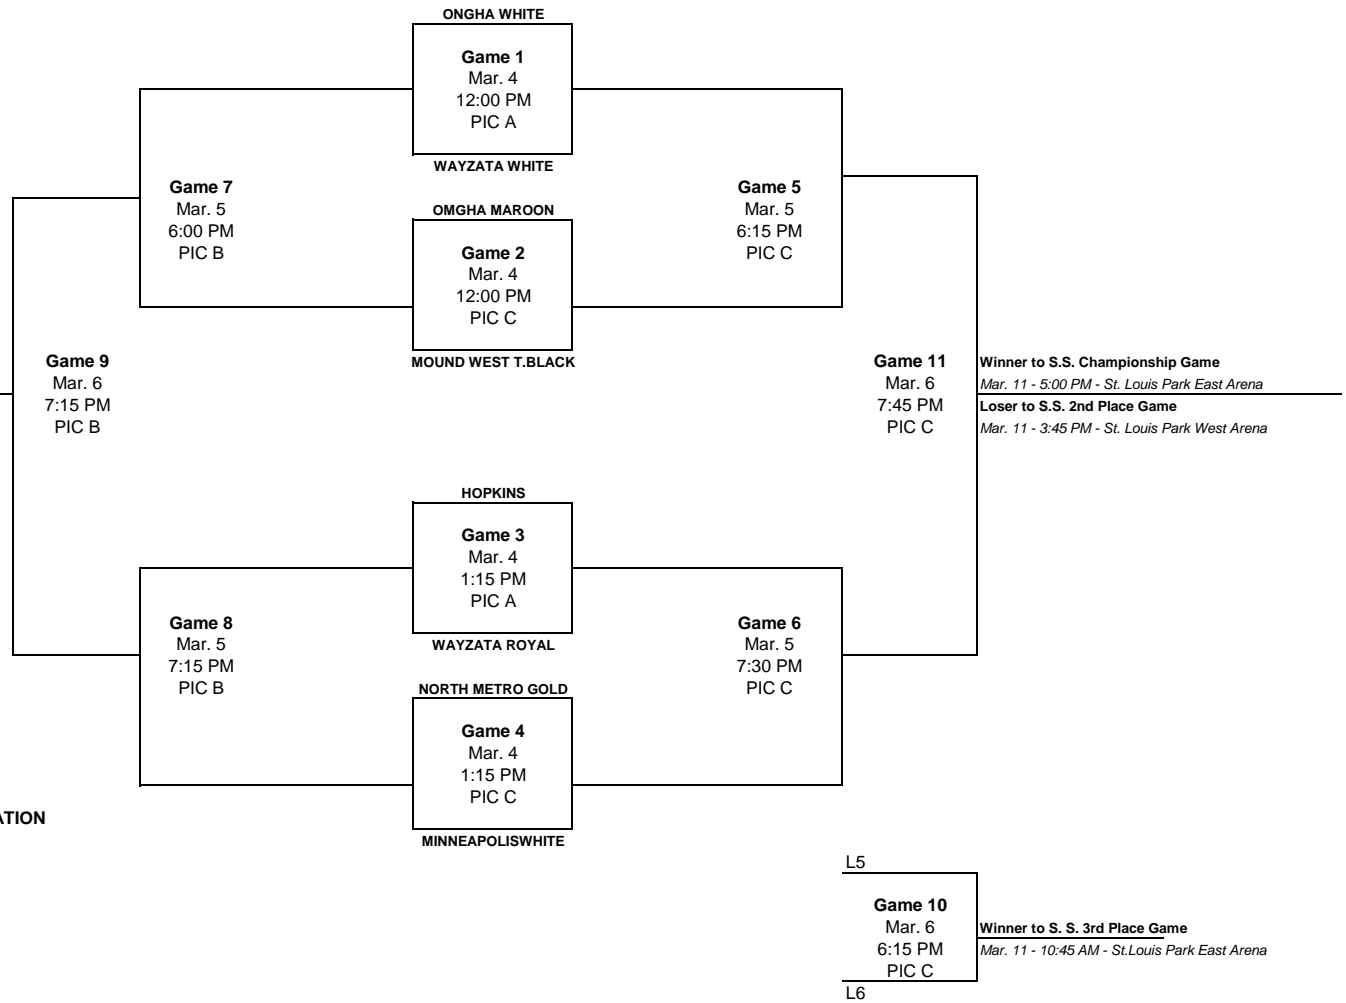 ONGHA WHITE
Game 1
Mar. 4
12:00 PM
PIC A
WAYZATA WHITE
Game 7
Mar. 5
6:00 PM
PIC B
OMGHA MAROON
Game 2
Mar. 4
12:00 PM
PIC C
MOUND WEST T.BLACK
Game 5
Mar. 5
6:15 PM
PIC C
Game 9
Mar. 6
7:15 PM
PIC B
Game 11
Mar. 6
7:45 PM
PIC C
Winner to S.S. Championship Game
Mar. 11 - 5:00 PM - St. Louis Park East Arena
Loser to S.S. 2nd Place Game
Mar. 11 - 3:45 PM - St. Louis Park West Arena
HOPKINS
Game 3
Mar. 4
1:15 PM
PIC A
WAYZATA ROYAL
Game 8
Mar. 5
7:15 PM
PIC B
NORTH METRO GOLD
Game 4
Mar. 4
1:15 PM
PIC C
MINNEAPOLISWHITE
Game 6
Mar. 5
7:30 PM
PIC C
ATION
L5
Game 10
Mar. 6
6:15 PM
PIC C
L6
Winner to S. S. 3rd Place Game
Mar. 11 - 10:45 AM - St.Louis Park East Arena